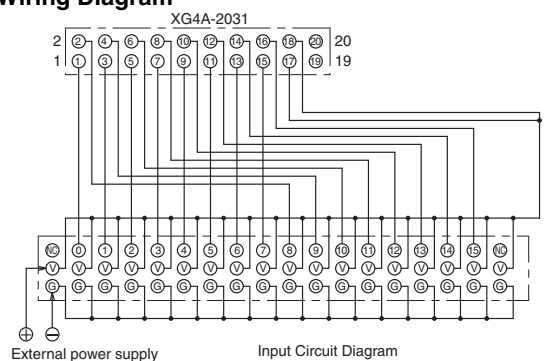 Wiring Diagram
XG4A-2031
2 2 4 6 8 10 12 14 16 18 20 20
1 1 3 5 7 9 11 13 15 17 19 19
NC 0 1 2 3 4 5 6 7 8 9 10 11 12 13 14 15 NC
V V V V V V V V V V V V V V V V V V
G G G G G G G G G G G G G G G G G G
⊕ ⊖
External power supply
Input Circuit Diagram